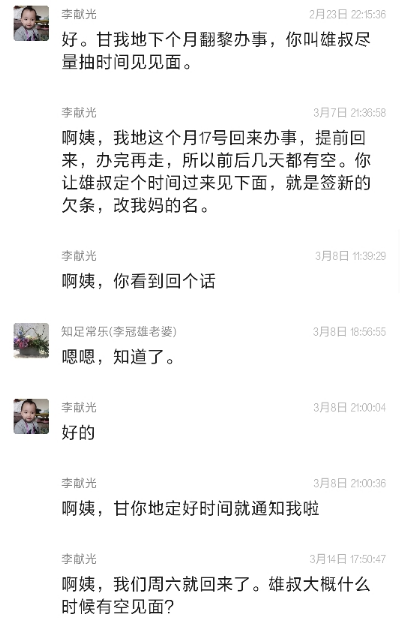 李献光
2月23日 22:15:36
好。甘我地下个月翻黎办事，你叫雄叔尽
量抽时间见见面。
李献光
3月7日 21:36:58
啊姨，我地这个月17号回来办事，提前回
来，办完再走，所以前后几天都有空。你
让雄叔定个时间过来见下面，就是签新的
欠条，改我妈的名。
李献光
3月8日 11:39:29
啊姨，你看到回个话
知足常乐(李冠雄老婆)
3月8日 18:56:55
嗯嗯，知道了。
李献光
3月8日 21:00:04
好的
李献光
3月8日 21:00:36
啊姨，甘你地定好时间就通知我啦
李献光
3月14日 17:50:47
啊姨，我们周六就回来了。雄叔大概什么
时候有空见面？